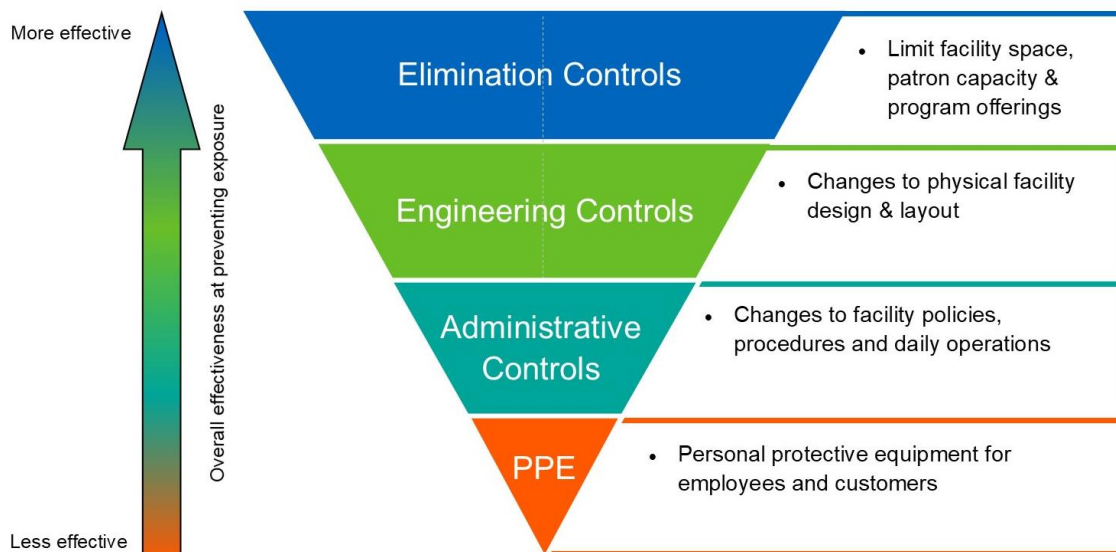 More effective
Overall effectiveness at preventing exposure
Less effective
Elimination Controls
• Limit facility space,
patron capacity &
program offerings
Engineering Controls
• Changes to physical facility
design & layout
Administrative
Controls
• Changes to facility policies,
procedures and daily operations
PPE
• Personal protective equipment for
employees and customers